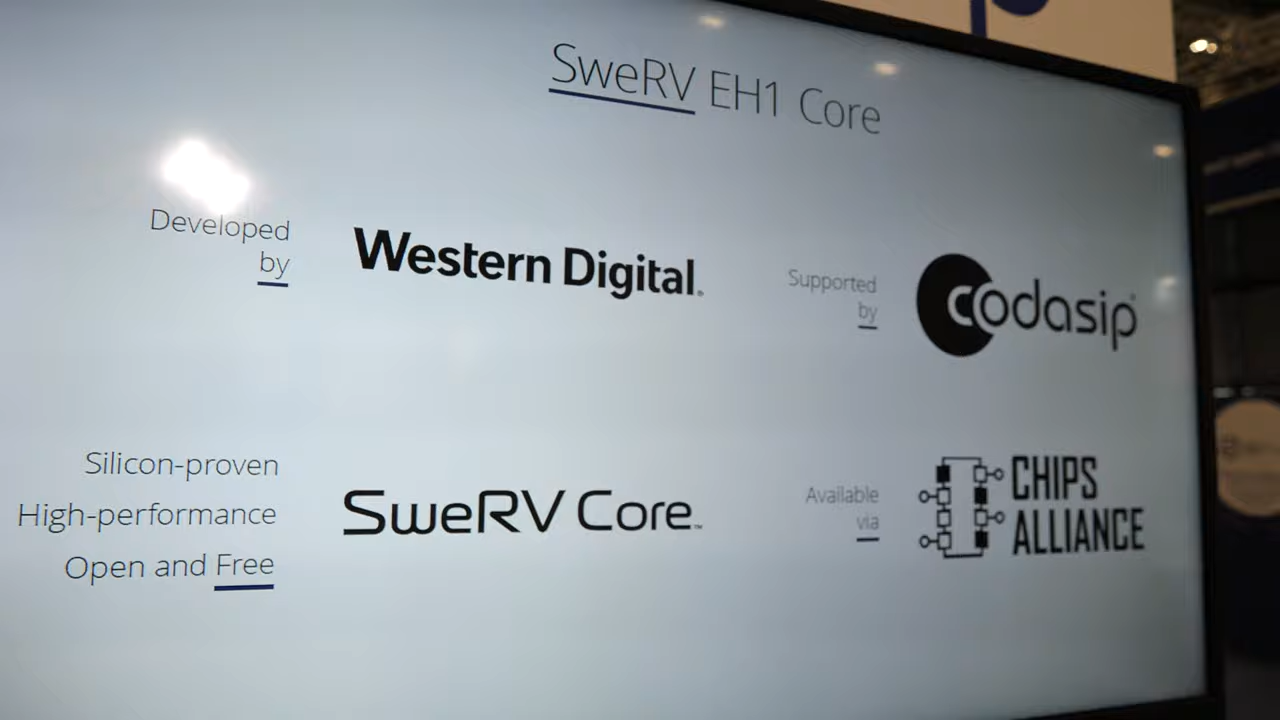 SweRV EH1 Core
Developed
by
Western Digital®
Supported
by
codasip®
Silicon-proven
High-performance
Open and Free
SweRV Core™
Available
via
CHIPS
ALLIANCE